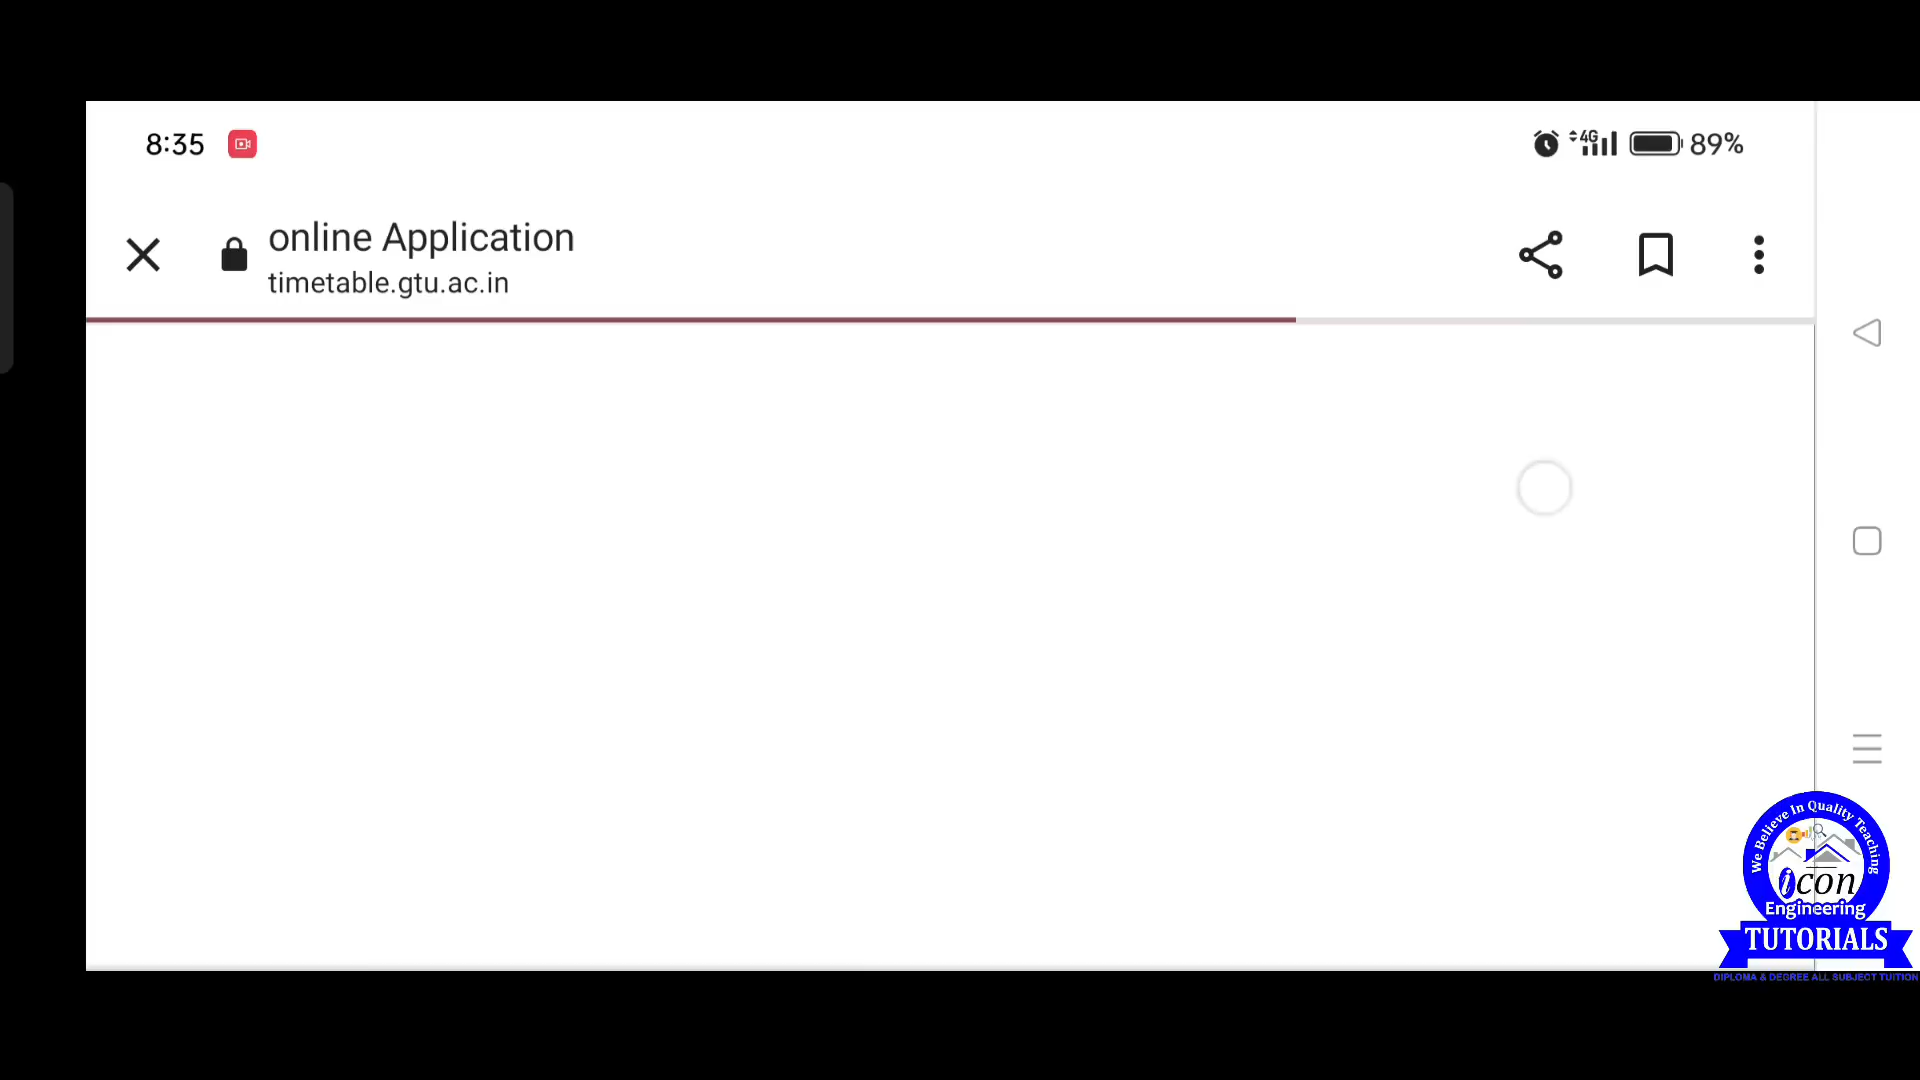 8:35
4G
89%
online Application
timetable.gtu.ac.in
We Believe In Quality Teaching
icon
Engineering
TUTORIALS
DIPLOMA & DEGREE ALL SUBJECT TUITION